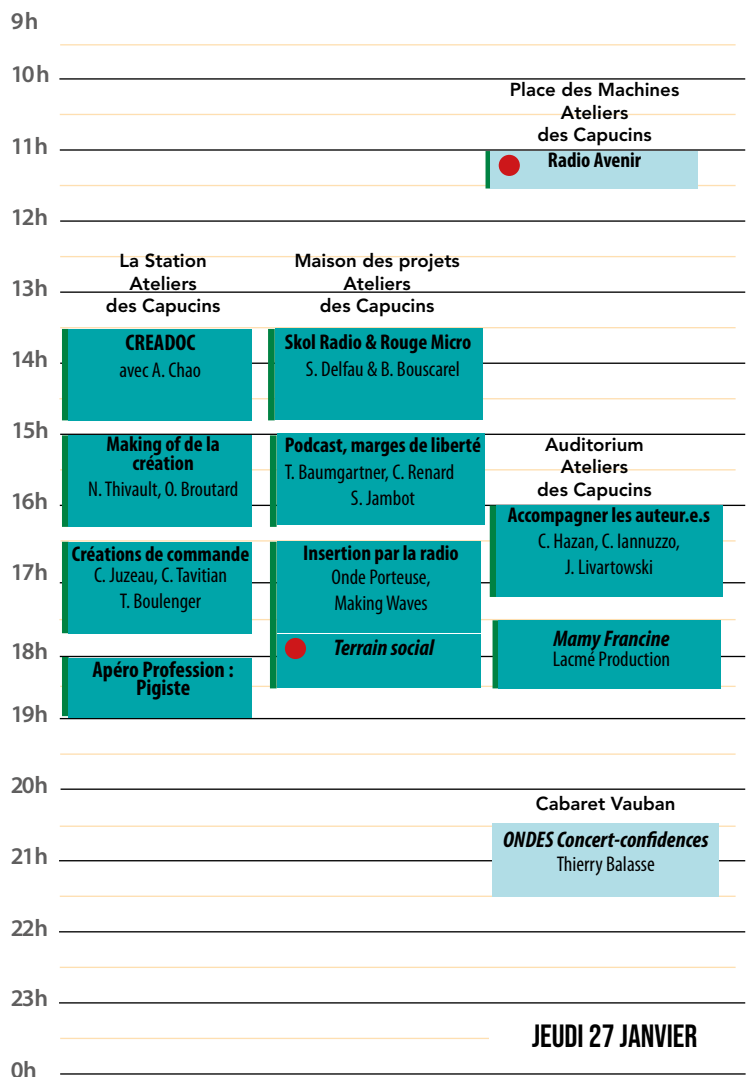 9h
10h
Place des Machines
Ateliers
des Capucins
11h
Radio Avenir
12h
La Station
Ateliers
des Capucins
Maison des projets
Ateliers
des Capucins
13h
CREADOC
avec A. Chao
Skol Radio & Rouge Micro
S. Delfau & B. Bouscarel
14h
15h
Making of de la
création
N. Thivault, O. Broutard
Podcast, marges de liberté
T. Baumgartner, C. Renard
S. Jambot
Auditorium
Ateliers
des Capucins
16h
Accompagner les auteur.e.s
C. Hazan, C. Iannuzzo,
J. Livartowski
Créations de commande
C. Juzeau, C. Tavitian
T. Boulenger
Insertion par la radio
Onde Porteuse,
Making Waves
17h
Terrain social
Mamy Francine
Lacmé Production
18h
Apéro Profession :
Pigiste
19h
20h
Cabaret Vauban
ONDES Concert-confidences
Thierry Balasse
21h
22h
23h
JEUDI 27 JANVIER
0h